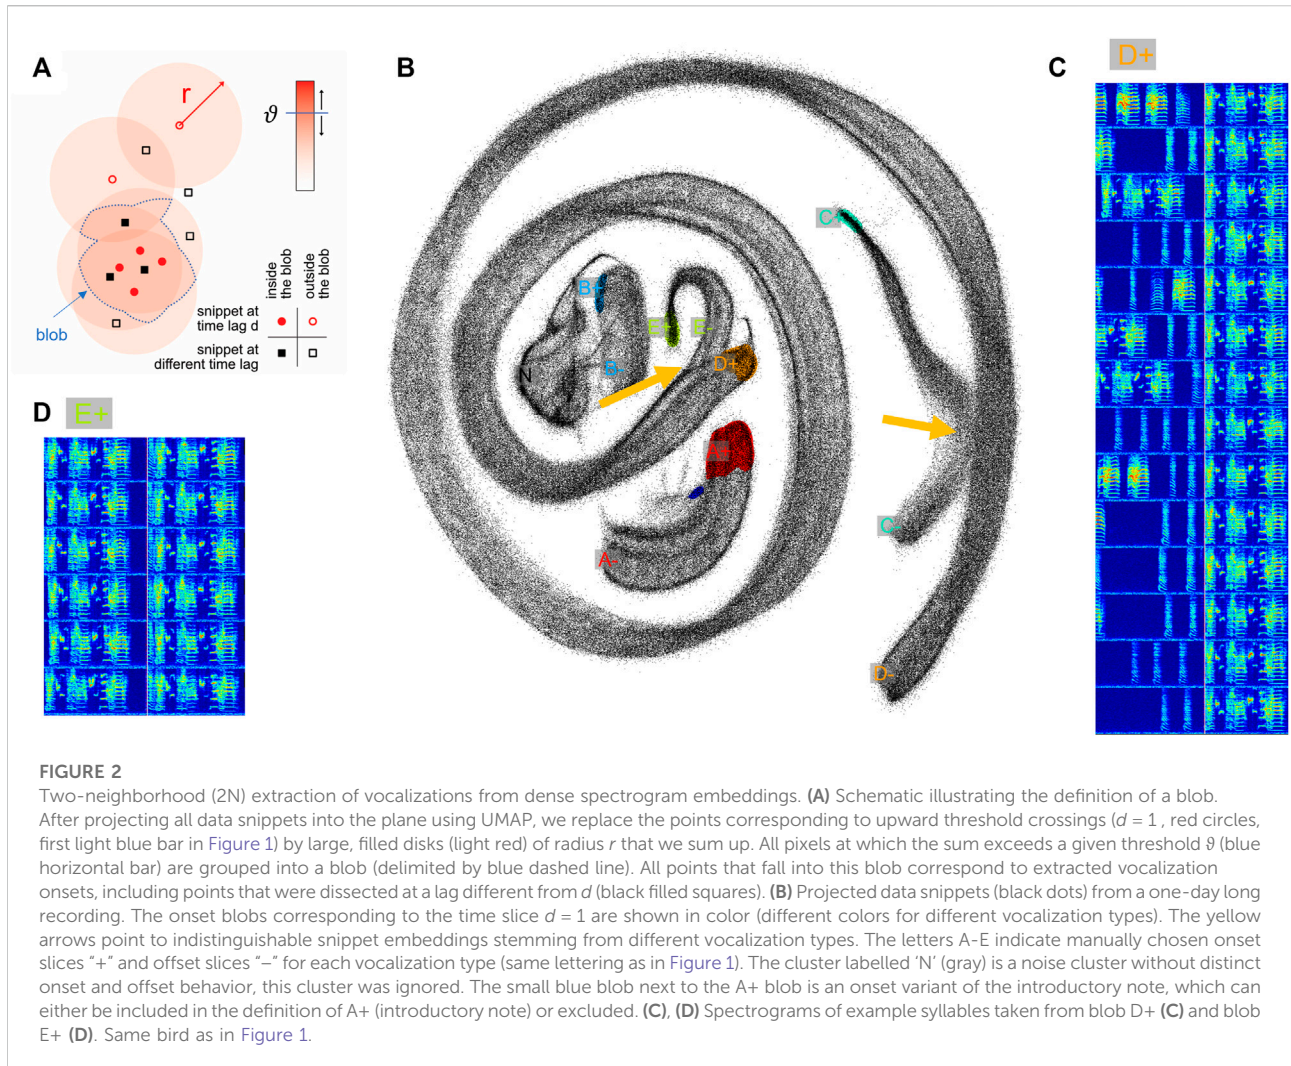 A
r
ϑ
blob
inside
the blob
outside
the blob
snippet at
time lag d
snippet at
different time lag
B
C+
B+
E+
E-
N
B-
D+
A+
C-
A-
D-
C
D+
D
E+
FIGURE 2
Two-neighborhood (2N) extraction of vocalizations from dense spectrogram embeddings. (A) Schematic illustrating the definition of a blob.
After projecting all data snippets into the plane using UMAP, we replace the points corresponding to upward threshold crossings (d = 1 , red circles,
first light blue bar in Figure 1) by large, filled disks (light red) of radius r that we sum up. All pixels at which the sum exceeds a given threshold ϑ (blue
horizontal bar) are grouped into a blob (delimited by blue dashed line). All points that fall into this blob correspond to extracted vocalization
onsets, including points that were dissected at a lag different from d (black filled squares). (B) Projected data snippets (black dots) from a one-day long
recording. The onset blobs corresponding to the time slice d = 1 are shown in color (different colors for different vocalization types). The yellow
arrows point to indistinguishable snippet embeddings stemming from different vocalization types. The letters A-E indicate manually chosen onset
slices “+” and offset slices “–” for each vocalization type (same lettering as in Figure 1). The cluster labelled ‘N’ (gray) is a noise cluster without distinct
onset and offset behavior, this cluster was ignored. The small blue blob next to the A+ blob is an onset variant of the introductory note, which can
either be included in the definition of A+ (introductory note) or excluded. (C), (D) Spectrograms of example syllables taken from blob D+ (C) and blob
E+ (D). Same bird as in Figure 1.